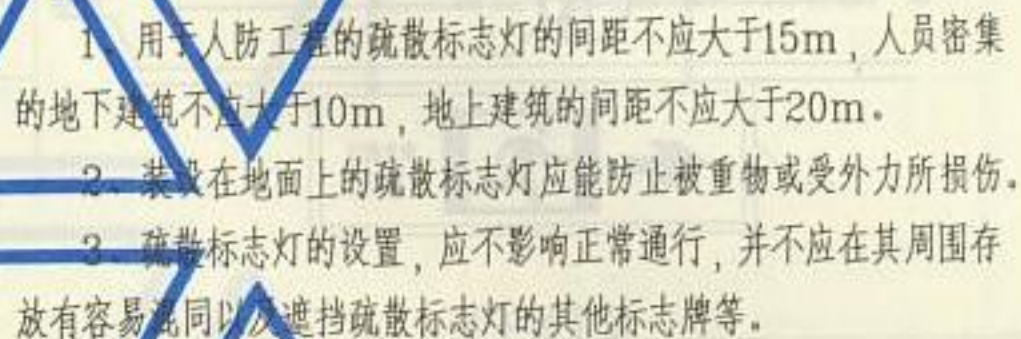 1、用于人防工程的疏散标志灯的间距不应大于15m，人员密集
的地下建筑不应大于10m，地上建筑的间距不应大于20m。
2、装设在地面上的疏散标志灯应能防止被重物或受外力所损伤。
3、疏散标志灯的设置，应不影响正常通行，并不应在其周围存
放有容易混同以及遮挡疏散标志灯的其他标志牌等。